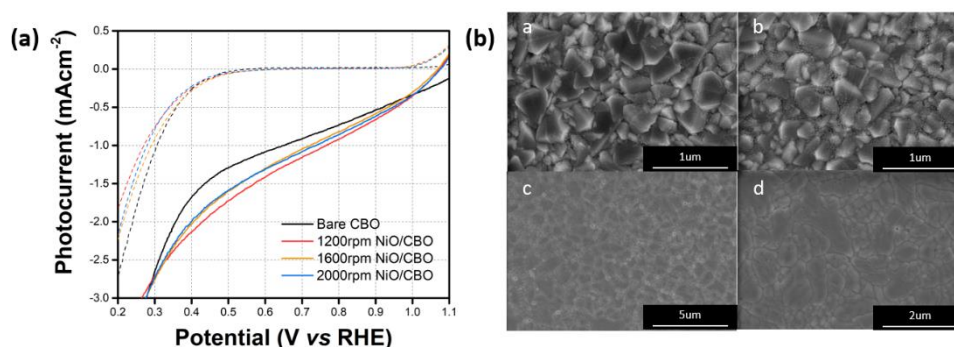 (a)
Photocurrent (mAcm⁻²)
0.5
0.0
-0.5
-1.0
-1.5
-2.0
-2.5
-3.0
Bare CBO
1200rpm NiO/CBO
1600rpm NiO/CBO
2000rpm NiO/CBO
0.2 0.3 0.4 0.5 0.6 0.7 0.8 0.9 1.0 1.1
Potential (V vs RHE)
(b)
a
1um
b
1um
c
5um
d
2um